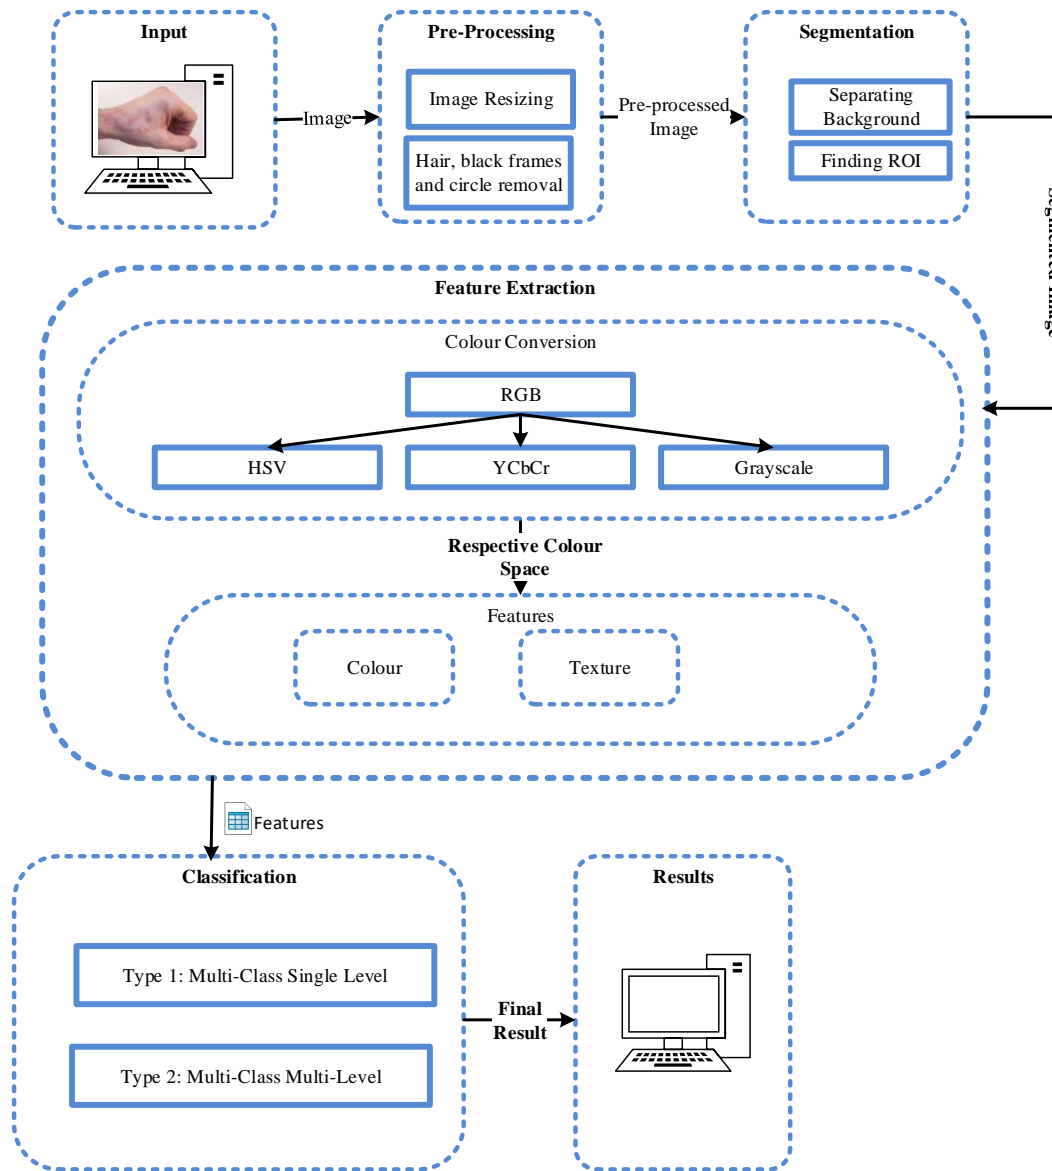 Input
Pre-Processing
Segmentation
Image Resizing
Hair, black frames
and circle removal
Image
Pre-processed
Image
Separating
Background
Finding ROI
Segmented Image
Feature Extraction
Colour Conversion
RGB
HSV
YCbCr
Grayscale
Respective Colour
Space
Features
Colour
Texture
Features
Classification
Type 1: Multi-Class Single Level
Type 2: Multi-Class Multi-Level
Final
Result
Results